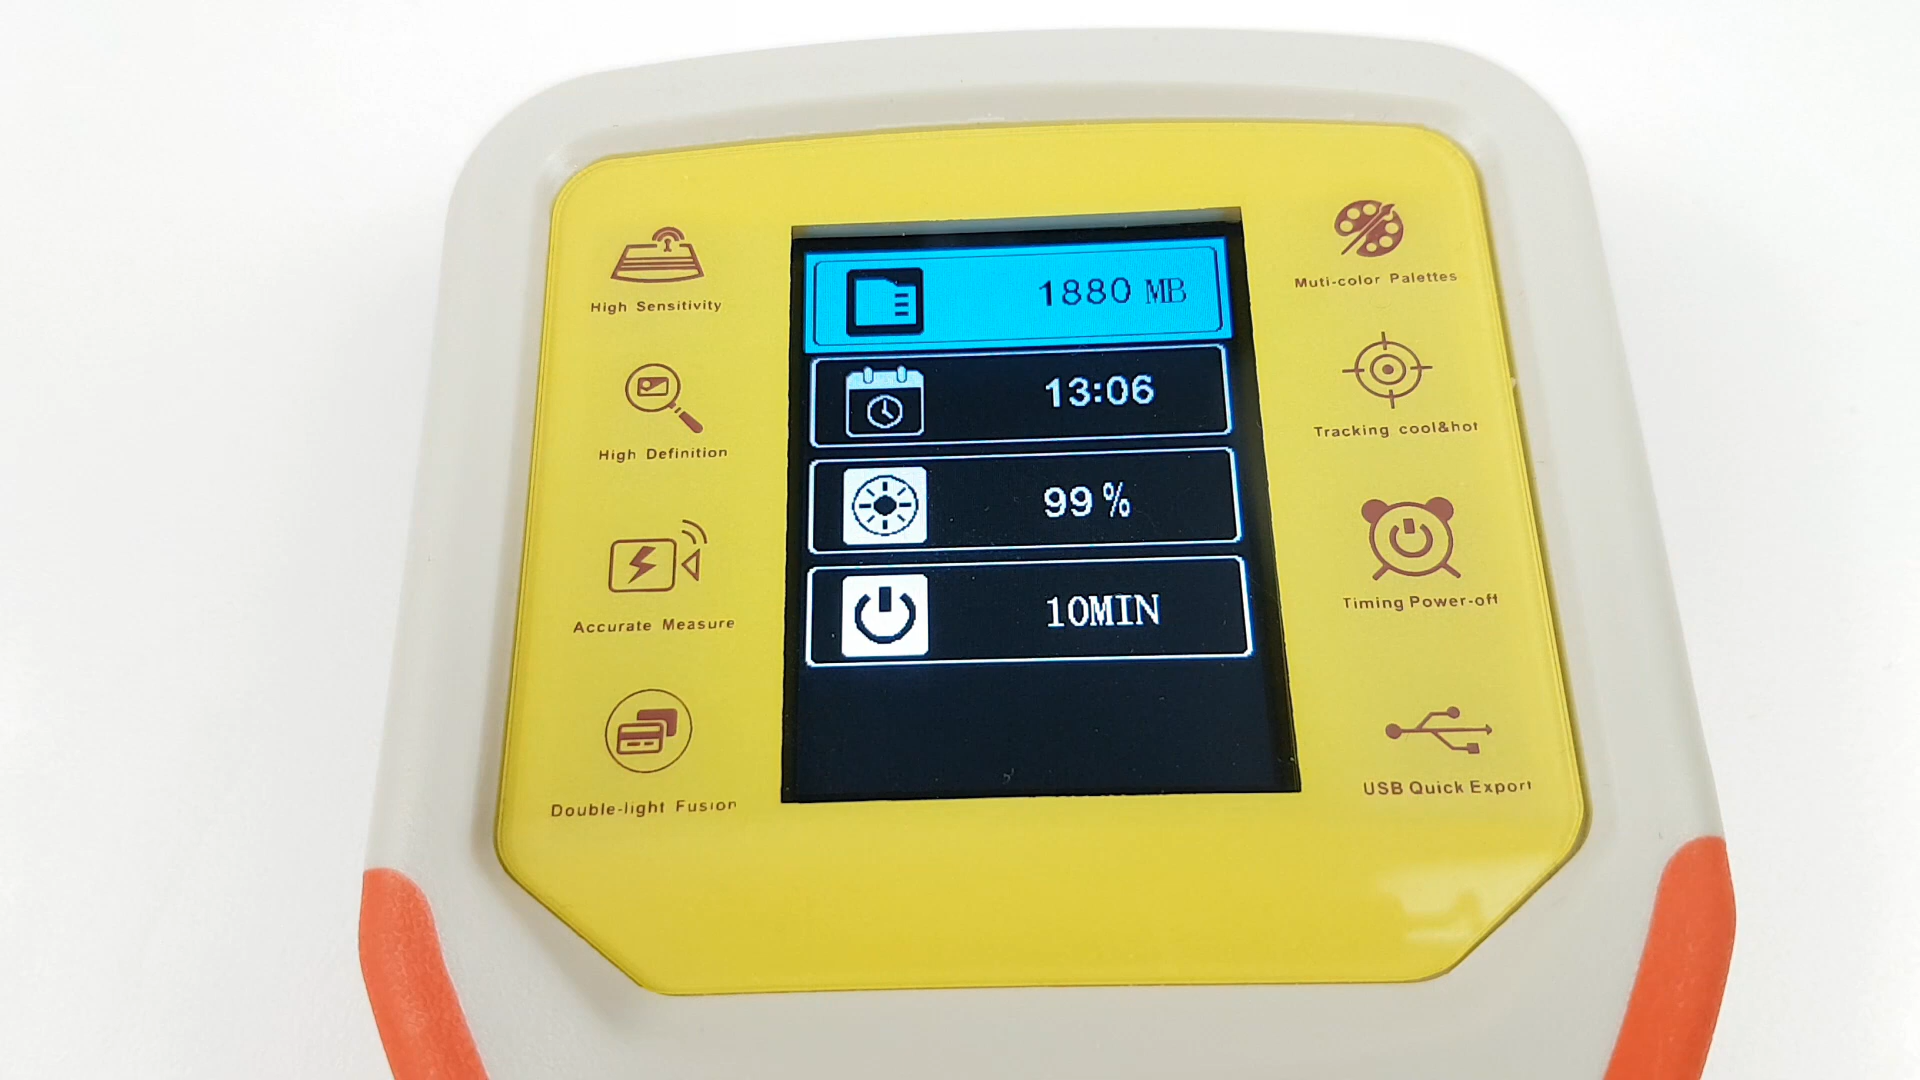 High Sensitivity
High Definition
Accurate Measure
Double-light Fusion
1880 MB
13:06
99%
10MIN
Muti-color Palettes
Tracking cool&hot
Timing Power-off
USB Quick Export